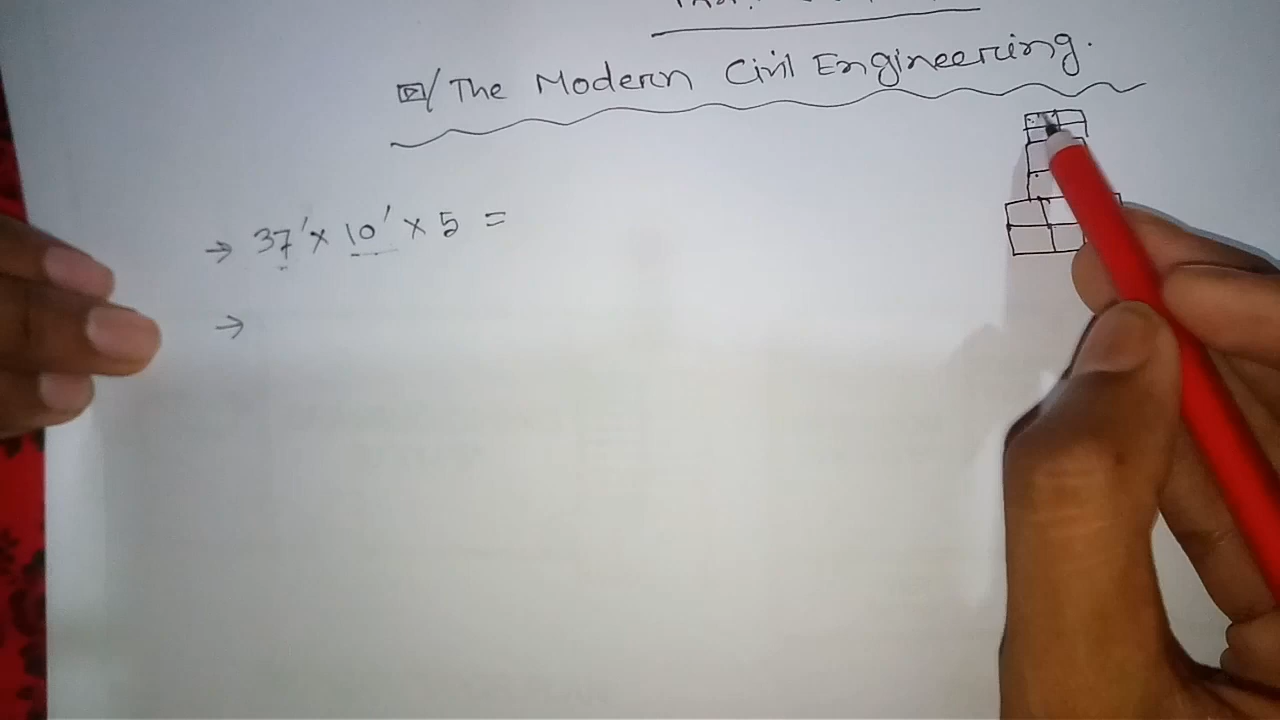 The Modern Civil Engineering.
→ 37' × 10' × 5 =
→